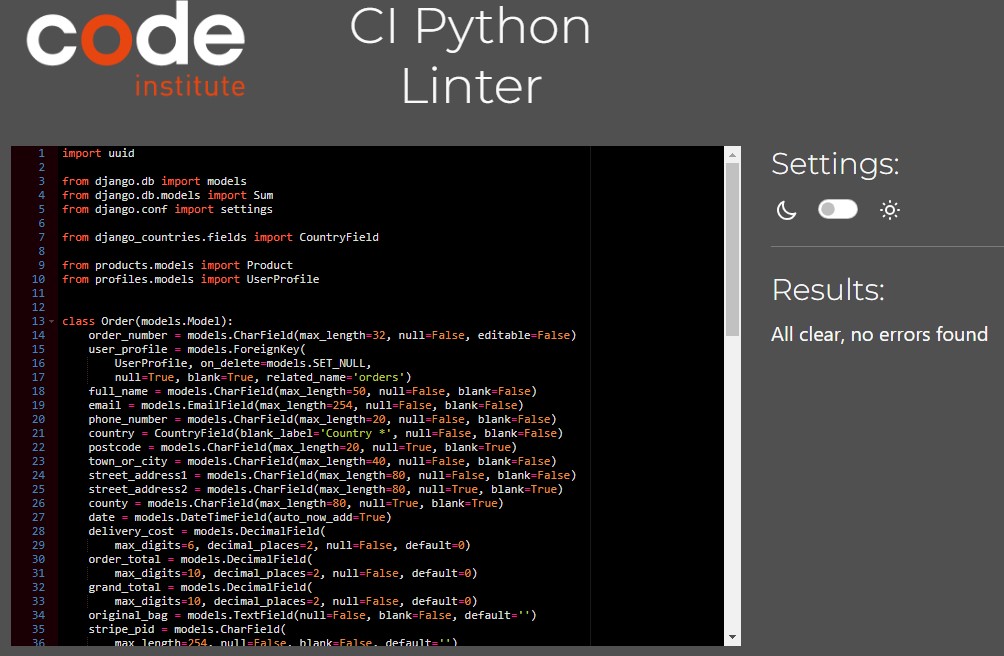 code
institute
CI Python
Linter
1 import uuid
2
3 from django.db import models
4 from django.db.models import Sum
5 from django.conf import settings
6
7 from django_countries.fields import CountryField
8
9 from products.models import Product
10 from profiles.models import UserProfile
11
12
13 class Order(models.Model):
14 order_number = models.CharField(max_length=32, null=False, editable=False)
15 user_profile = models.ForeignKey(
16 UserProfile, on_delete=models.SET_NULL,
17 null=True, blank=True, related_name='orders')
18 full_name = models.CharField(max_length=50, null=False, blank=False)
19 email = models.EmailField(max_length=254, null=False, blank=False)
20 phone_number = models.CharField(max_length=20, null=False, blank=False)
21 country = CountryField(blank_label='Country *', null=False, blank=False)
22 postcode = models.CharField(max_length=20, null=True, blank=True)
23 town_or_city = models.CharField(max_length=40, null=False, blank=False)
24 street_address1 = models.CharField(max_length=80, null=False, blank=False)
25 street_address2 = models.CharField(max_length=80, null=True, blank=True)
26 county = models.CharField(max_length=80, null=True, blank=True)
27 date = models.DateTimeField(auto_now_add=True)
28 delivery_cost = models.DecimalField(
29 max_digits=6, decimal_places=2, null=False, default=0)
30 order_total = models.DecimalField(
31 max_digits=10, decimal_places=2, null=False, default=0)
32 grand_total = models.DecimalField(
33 max_digits=10, decimal_places=2, null=False, default=0)
34 original_bag = models.TextField(null=False, blank=False, default='')
35 stripe_pid = models.CharField(
36 max_length=254, null=False, blank=False, default='')
Settings:
Results:
All clear, no errors found